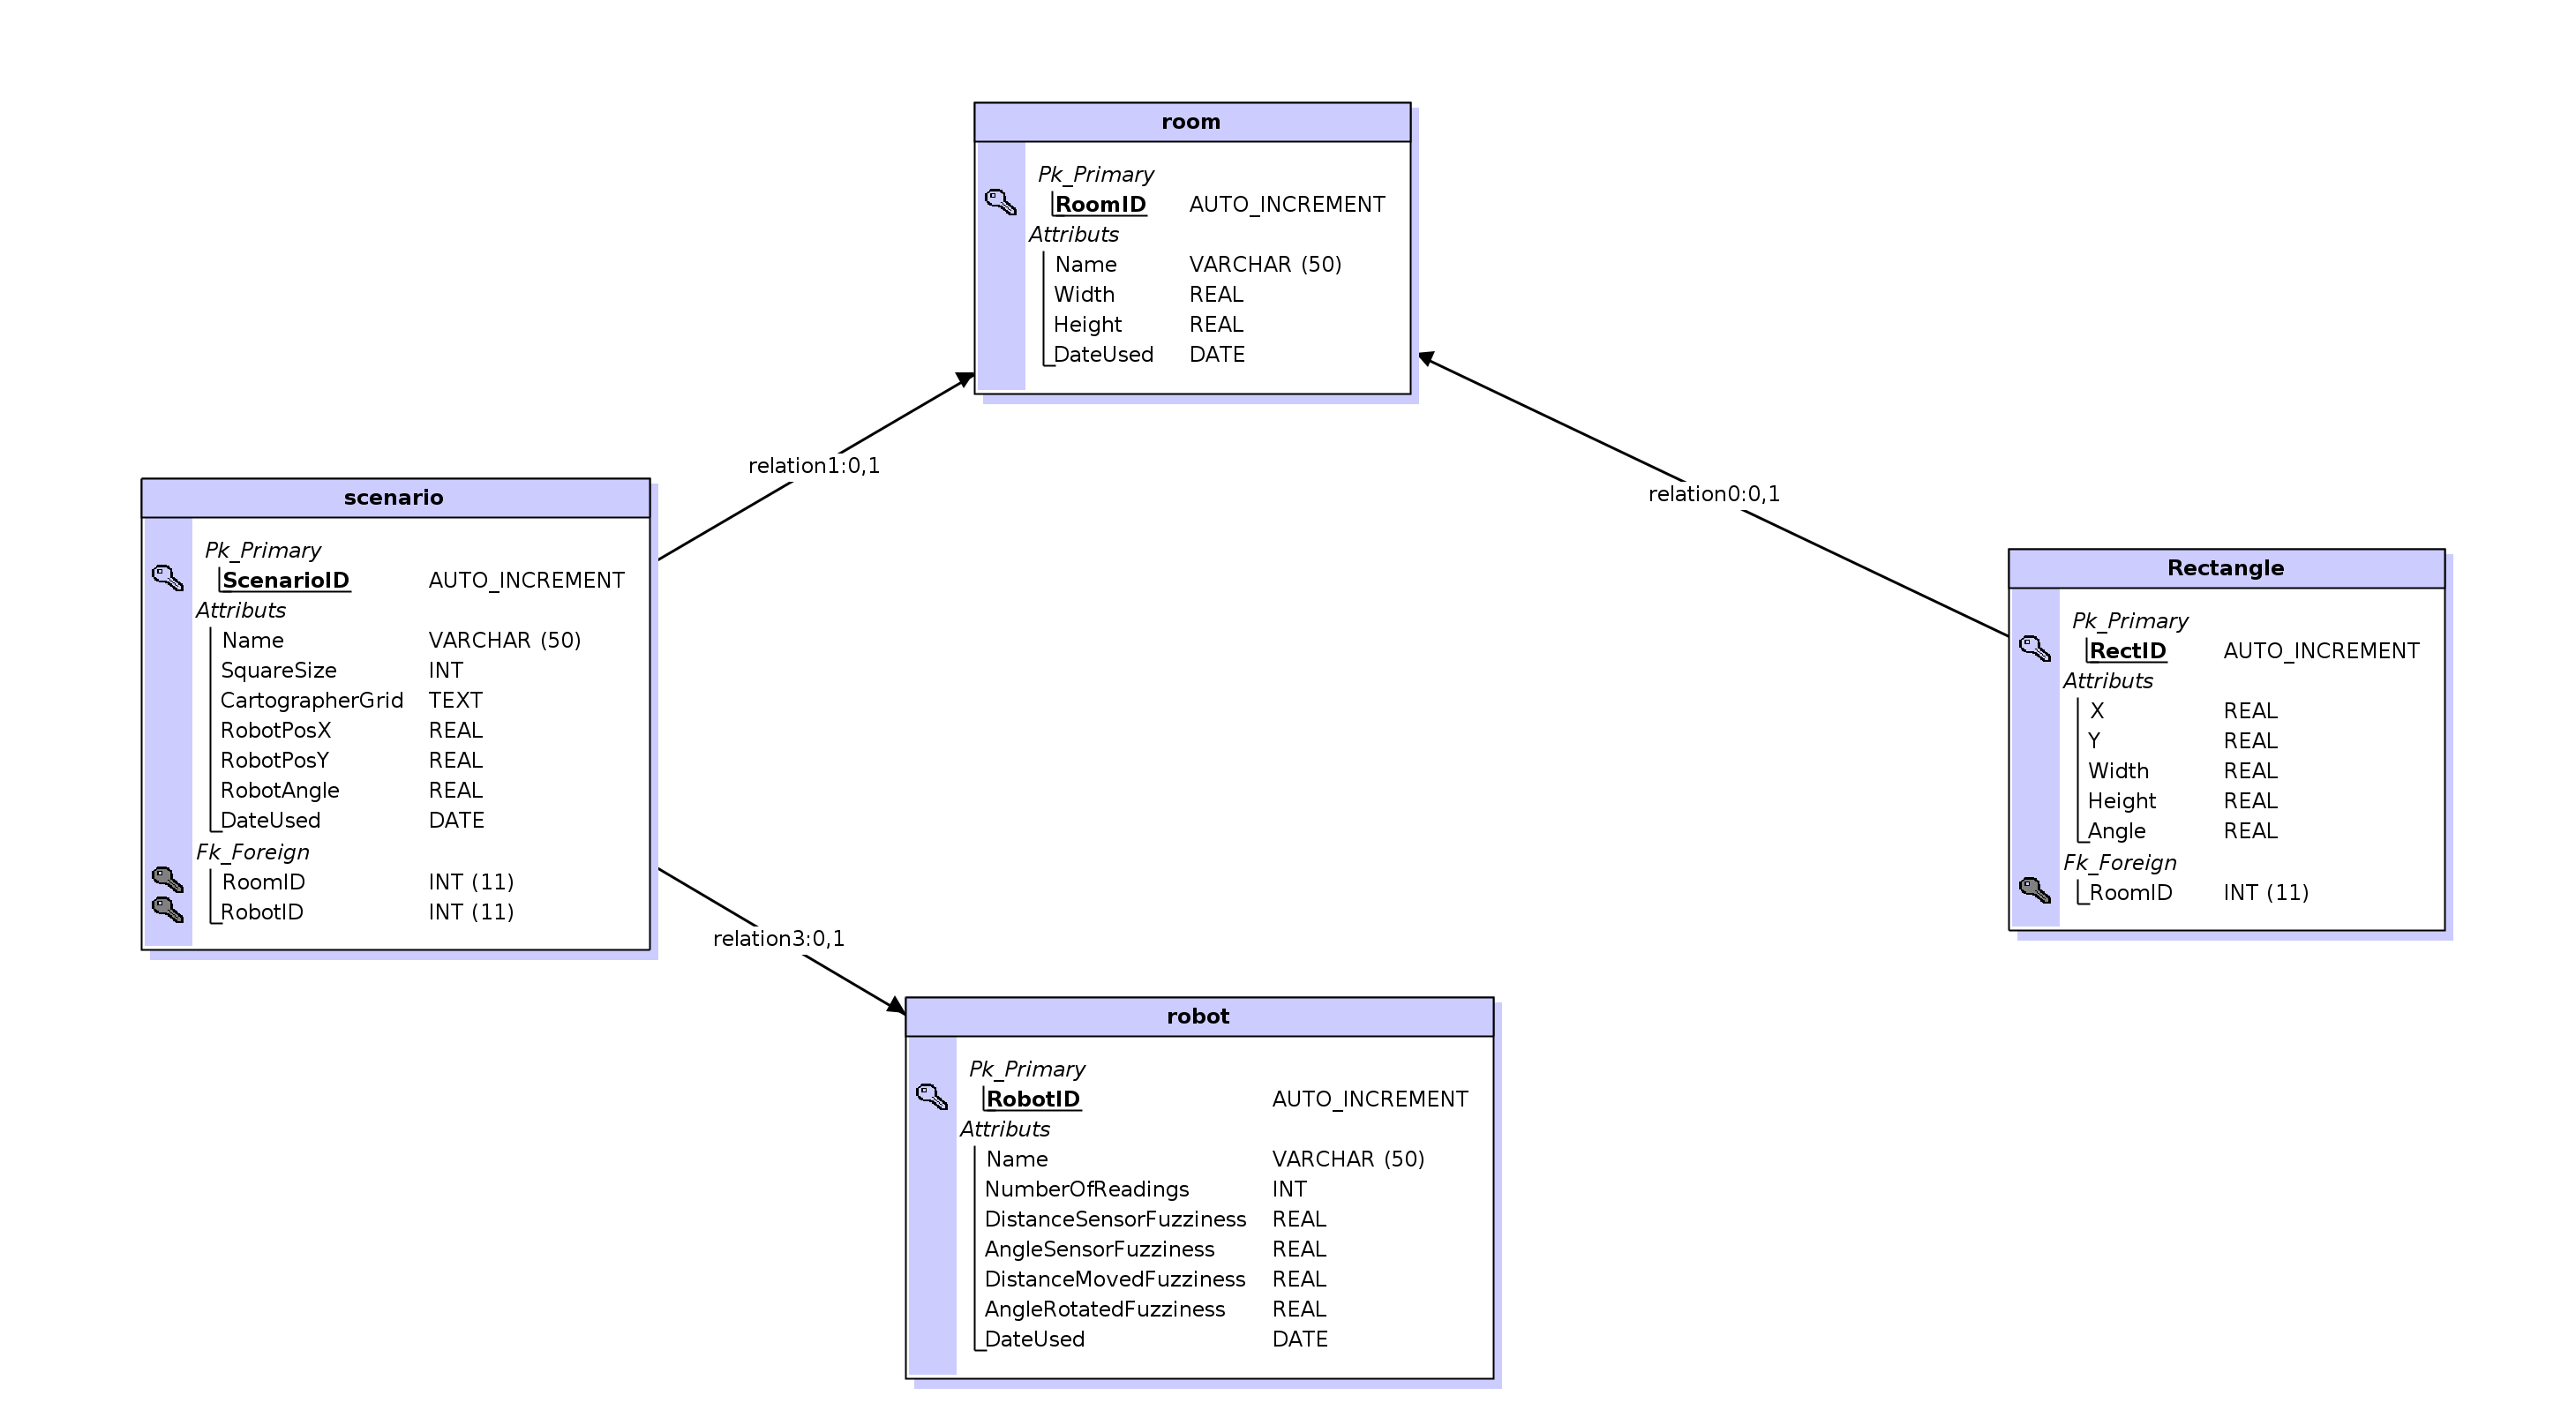 room
Pk_Primary
RoomID AUTO_INCREMENT
Attributs
Name VARCHAR (50)
Width REAL
Height REAL
DateUsed DATE
relation1:0,1
relation0:0,1
scenario
Pk_Primary
ScenarioID AUTO_INCREMENT
Attributs
Name VARCHAR (50)
SquareSize INT
CartographerGrid TEXT
RobotPosX REAL
RobotPosY REAL
RobotAngle REAL
DateUsed DATE
Fk_Foreign
RoomID INT (11)
RobotID INT (11)
Rectangle
Pk_Primary
RectID AUTO_INCREMENT
Attributs
X REAL
Y REAL
Width REAL
Height REAL
Angle REAL
Fk_Foreign
RoomID INT (11)
relation3:0,1
robot
Pk_Primary
RobotID AUTO_INCREMENT
Attributs
Name VARCHAR (50)
NumberOfReadings INT
DistanceSensorFuzziness REAL
AngleSensorFuzziness REAL
DistanceMovedFuzziness REAL
AngleRotatedFuzziness REAL
DateUsed DATE